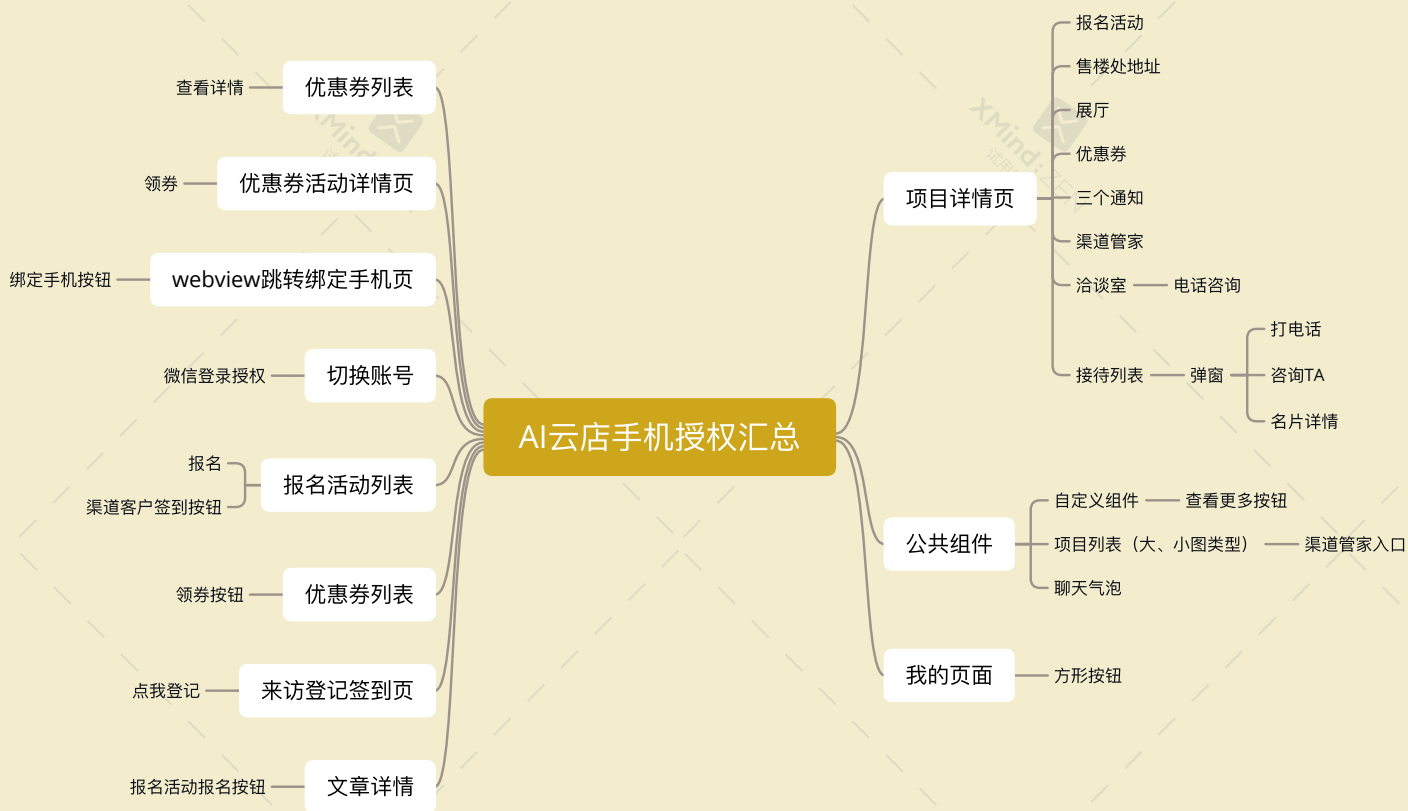 AI云店手机授权汇总
项目详情页
报名活动
售楼处地址
展厅
优惠券
三个通知
渠道管家
洽谈室
电话咨询
接待列表
弹窗
打电话
咨询TA
名片详情
公共组件
自定义组件
查看更多按钮
项目列表（大、小图类型）
渠道管家入口
聊天气泡
我的页面
方形按钮
优惠券列表
查看详情
优惠券活动详情页
领券
webview跳转绑定手机页
绑定手机按钮
切换账号
微信登录授权
报名活动列表
报名
渠道客户签到按钮
优惠券列表
领券按钮
来访登记签到页
点我登记
文章详情
报名活动报名按钮
XMind:ZEN
试用